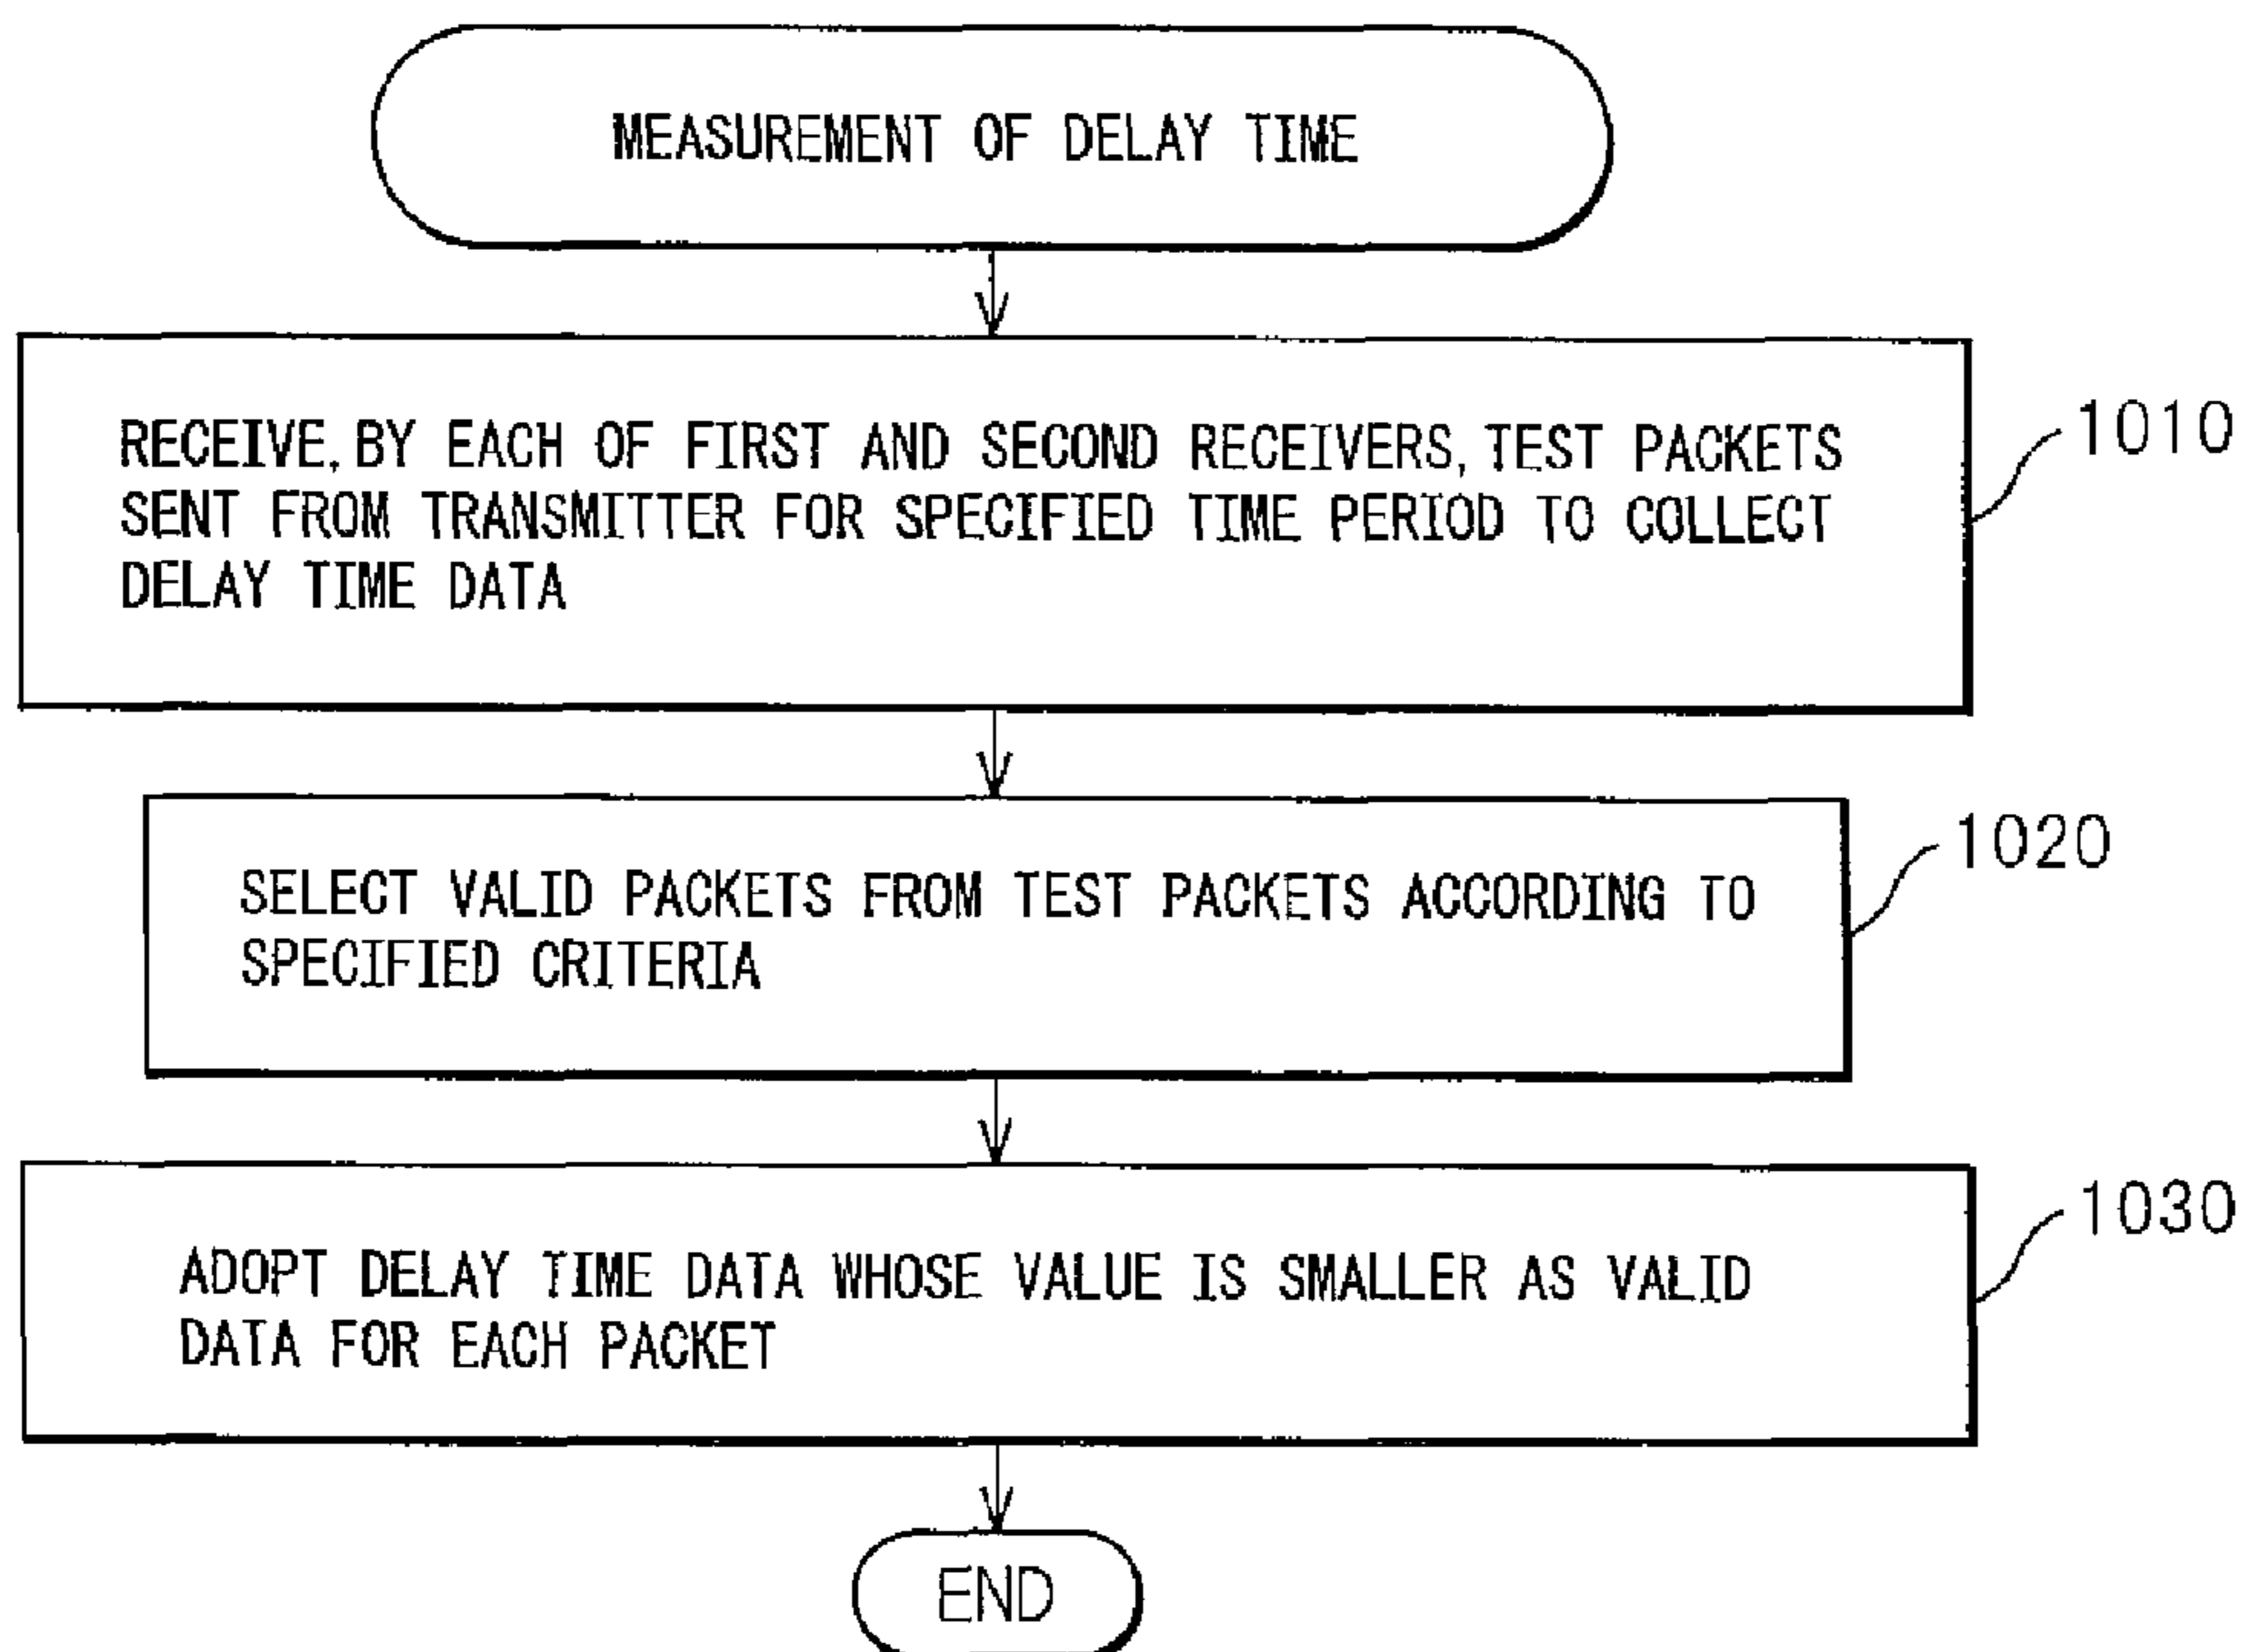 MEASUREMENT OF DELAY TIME
RECEIVE, BY EACH OF FIRST AND SECOND RECEIVERS, TEST PACKETS
SENT FROM TRANSMITTER FOR SPECIFIED TIME PERIOD TO COLLECT
DELAY TIME DATA
1010
SELECT VALID PACKETS FROM TEST PACKETS ACCORDING TO
SPECIFIED CRITERIA
1020
ADOPT DELAY TIME DATA WHOSE VALUE IS SMALLER AS VALID
DATA FOR EACH PACKET
1030
END